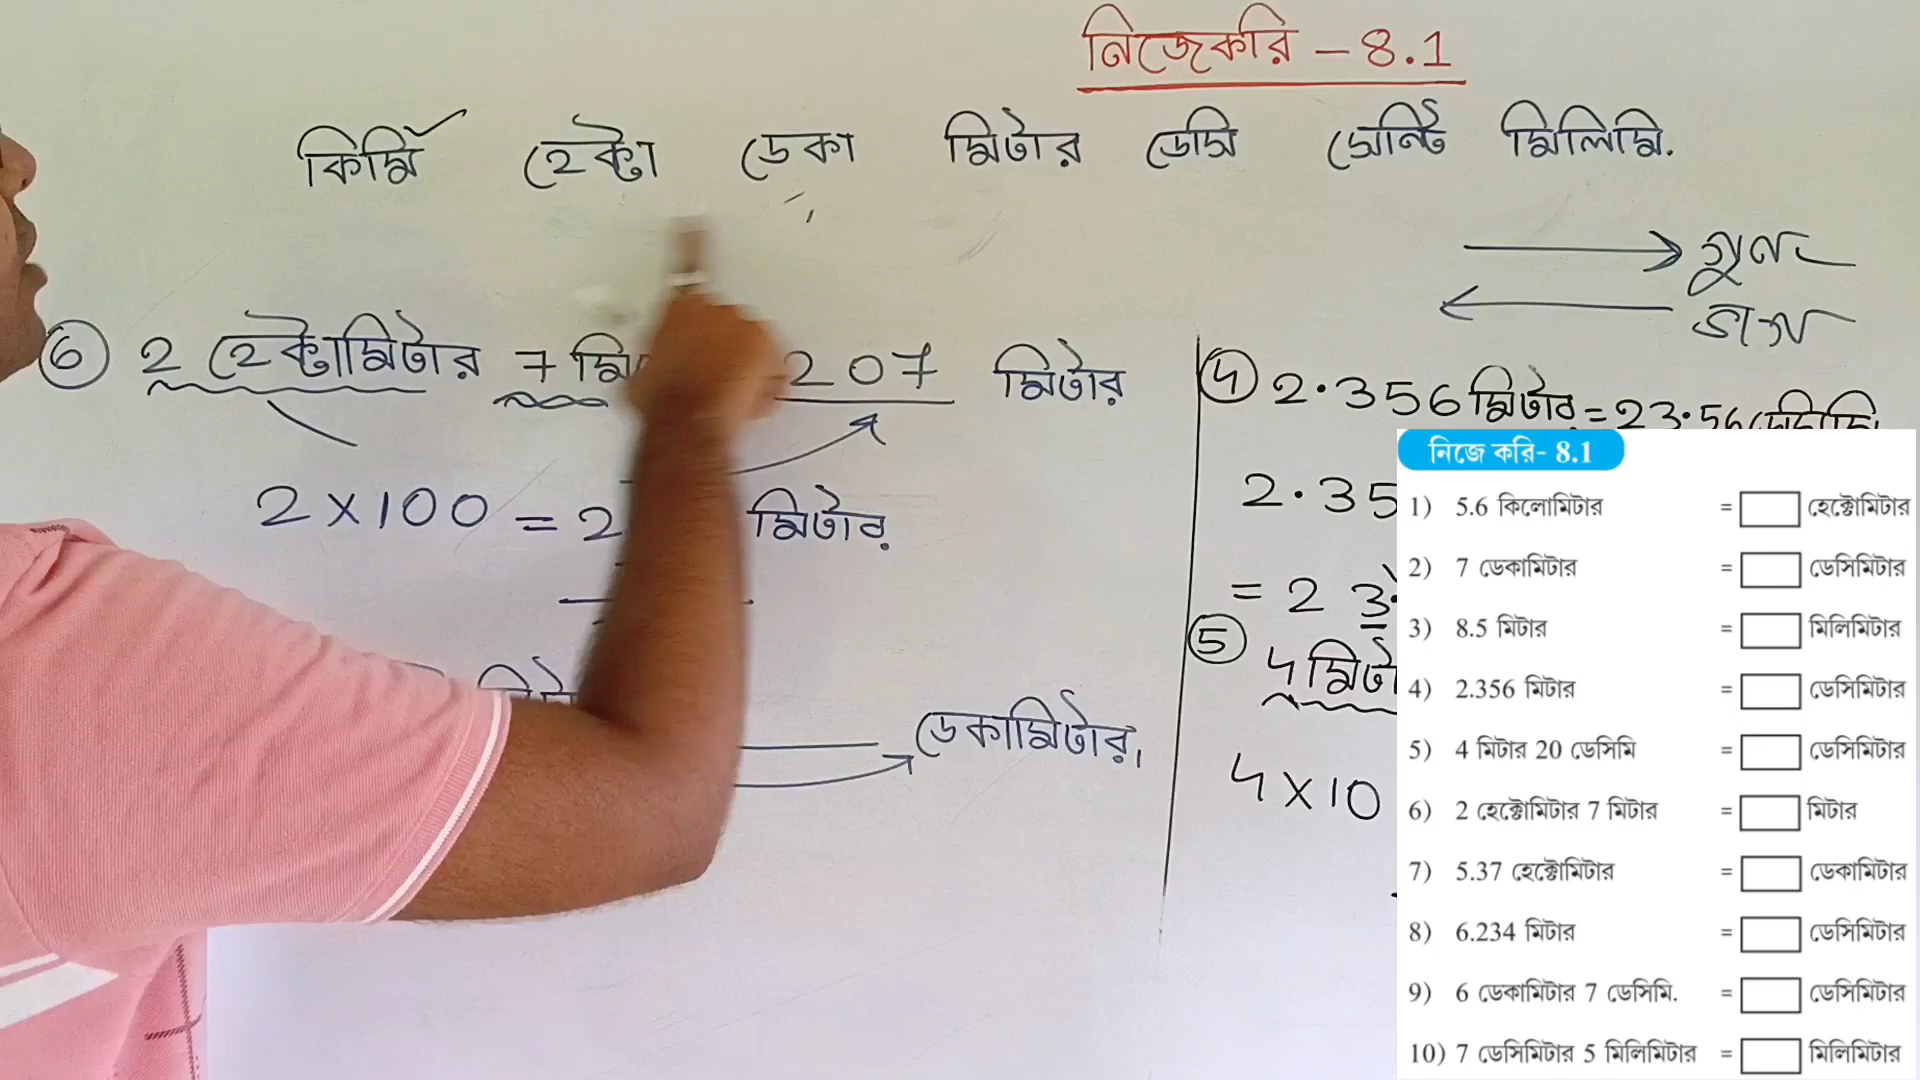 নিজেকরি – 8.1
কিমি হেক্টা ডেকা মিটার ডেসি সেন্টি মিলিমি.
গুণ
ভাগ
6 2 হেক্টামিটার 7 207 মিটার
2 × 100 = 2 মিটার
ডেকামিটার।
4 2.356 মিটার = 23.56
2.35
= 2 3.
5 4
4 × 10
নিজে করি- 8.1
1) 5.6 কিলোমিটার = হেক্টোমিটার
2) 7 ডেকামিটার = ডেসিমিটার
3) 8.5 মিটার = মিলিমিটার
4) 2.356 মিটার = ডেসিমিটার
5) 4 মিটার 20 ডেসিমি = ডেসিমিটার
6) 2 হেক্টোমিটার 7 মিটার = মিটার
7) 5.37 হেক্টোমিটার = ডেকামিটার
8) 6.234 মিটার = ডেসিমিটার
9) 6 ডেকামিটার 7 ডেসিমি. = ডেসিমিটার
10) 7 ডেসিমিটার 5 মিলিমিটার = মিলিমিটার